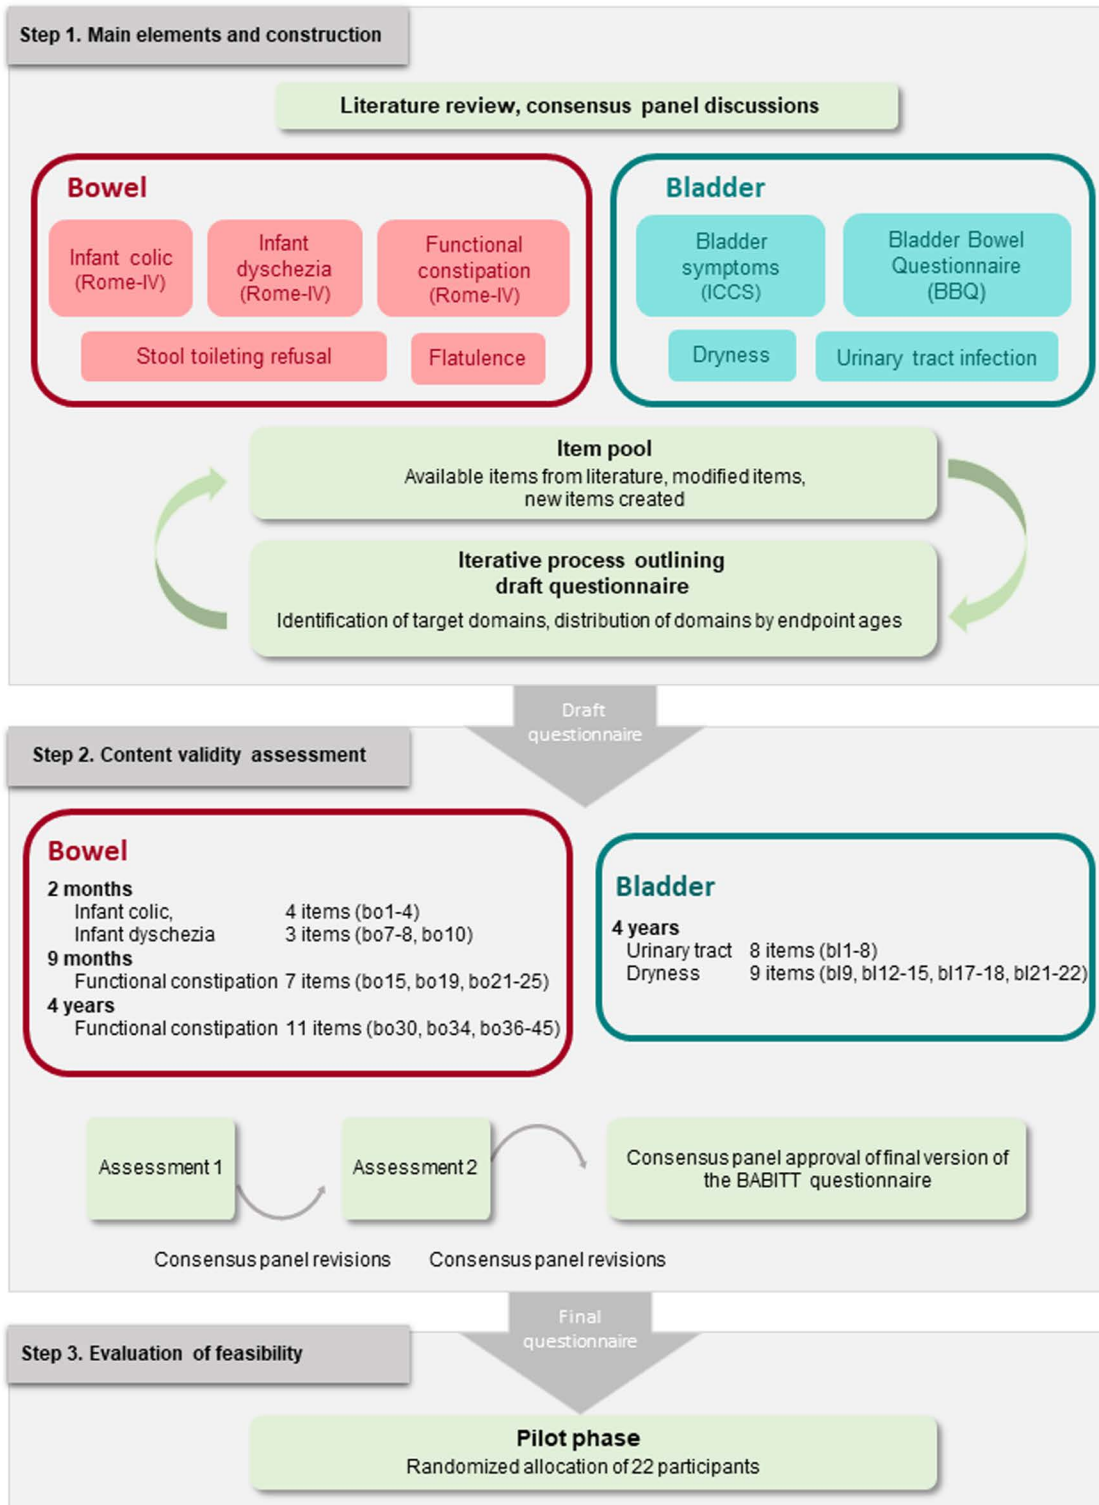 Step 1. Main elements and construction
Literature review, consensus panel discussions
Bowel
Infant colic
(Rome-IV)
Infant
dyschezia
(Rome-IV)
Functional
constipation
(Rome-IV)
Stool toileting refusal
Flatulence
Bladder
Bladder
symptoms
(ICCS)
Bladder Bowel
Questionnaire
(BBQ)
Dryness
Urinary tract infection
Item pool
Available items from literature, modified items,
new items created
Iterative process outlining
draft questionnaire
Identification of target domains, distribution of domains by endpoint ages
Draft
questionnaire
Step 2. Content validity assessment
Bowel
2 months
Infant colic, 4 items (bo1-4)
Infant dyschezia 3 items (bo7-8, bo10)
9 months
Functional constipation 7 items (bo15, bo19, bo21-25)
4 years
Functional constipation 11 items (bo30, bo34, bo36-45)
Bladder
4 years
Urinary tract 8 items (bl1-8)
Dryness 9 items (bl9, bl12-15, bl17-18, bl21-22)
Assessment 1
Assessment 2
Consensus panel approval of final version of
the BABITT questionnaire
Consensus panel revisions
Consensus panel revisions
Final
questionnaire
Step 3. Evaluation of feasibility
Pilot phase
Randomized allocation of 22 participants